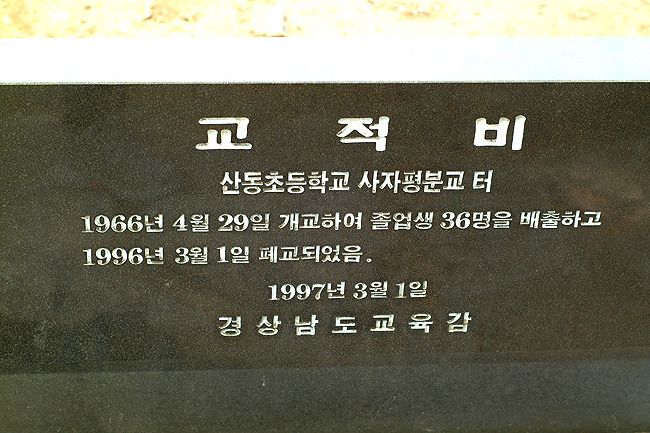 교 적 비
산동초등학교 사자평분교 터
1966년 4월 29일 개교하여 졸업생 36명을 배출하고
1996년 3월 1일 폐교되었음.
1997년 3월 1일
경상남도교육감